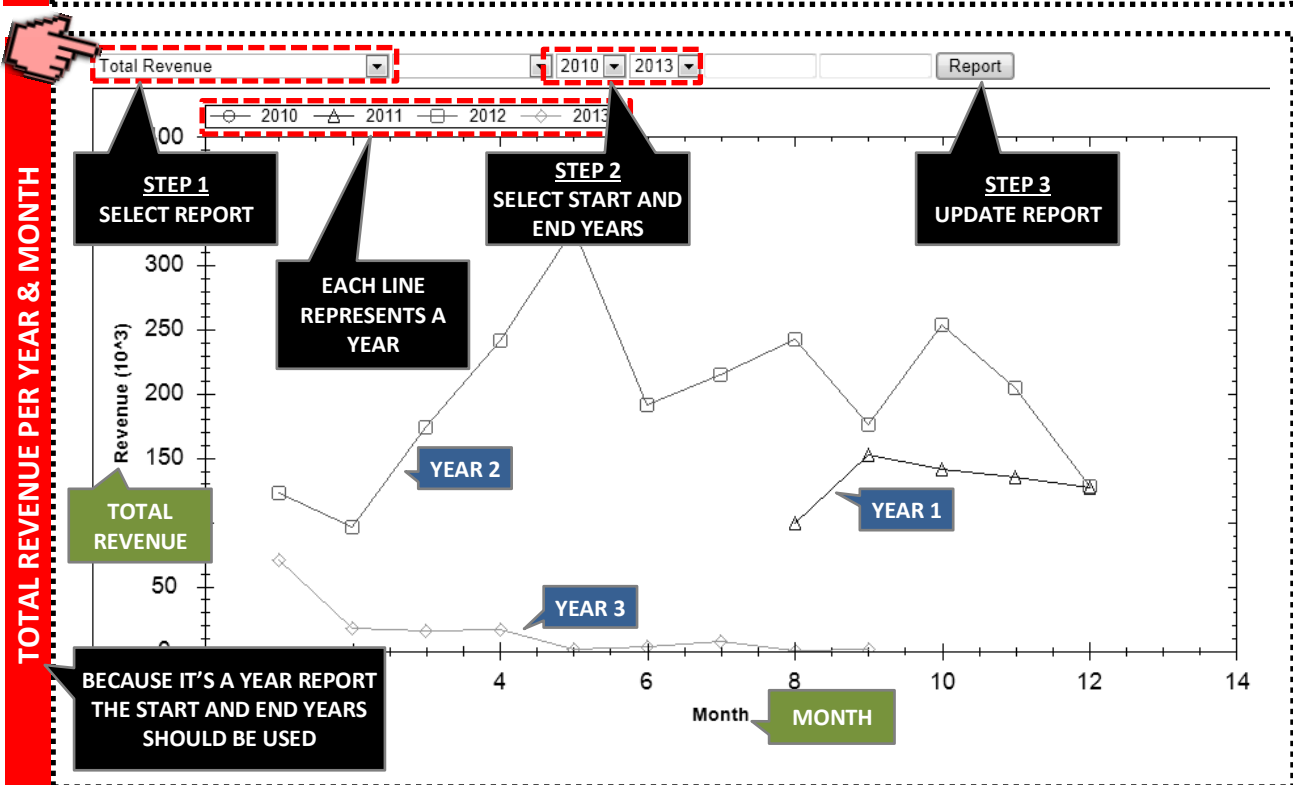 TOTAL REVENUE PER YEAR & MONTH
Total Revenue 2010 2013 Report
2010 2011 2012 2013
STEP 1
SELECT REPORT
STEP 2
SELECT START AND
END YEARS
STEP 3
UPDATE REPORT
EACH LINE
REPRESENTS A
YEAR
300
250
200
150
50
Revenue (10^3)
TOTAL
REVENUE
YEAR 2
YEAR 1
YEAR 3
BECAUSE IT’S A YEAR REPORT
THE START AND END YEARS
SHOULD BE USED
4 6 8 10 12 14
Month
MONTH